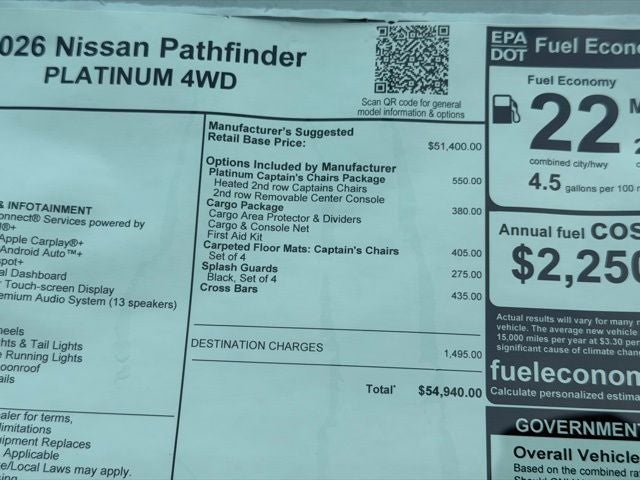 026 Nissan Pathfinder
PLATINUM 4WD
Scan QR code for general
model information & options
Manufacturer's Suggested
Retail Base Price: $51,400.00
Options Included by Manufacturer
Platinum Captain's Chairs Package 550.00
Heated 2nd row Captains Chairs
2nd row Removable Center Console
Cargo Package 380.00
Cargo Area Protector & Dividers
Cargo & Console Net
First Aid Kit
Carpeted Floor Mats: Captain's Chairs 405.00
Set of 4
Splash Guards 275.00
Black, Set of 4
Cross Bars 435.00
DESTINATION CHARGES 1,495.00
Total* $54,940.00
& INFOTAINMENT
onnect® Services powered by
®+
Apple Carplay®+
Android Auto™+
spot+
al Dashboard
Touch-screen Display
emium Audio System (13 speakers)
heels
hts & Tail Lights
e Running Lights
oonroof
ails
aler for terms,
limitations
uipment Replaces
Applicable
te/Local Laws may apply.
EPA
DOT Fuel Econo
Fuel Economy
22 M
combined city/hwy
4.5 gallons per 100
Annual fuel COS
$2,250
Actual results will vary for many
vehicle. The average new vehicle
15,000 miles per year at $3.30 per
significant cause of climate chan
fueleconom
Calculate personalized estima
GOVERNMENT
Overall Vehicle
Based on the combined